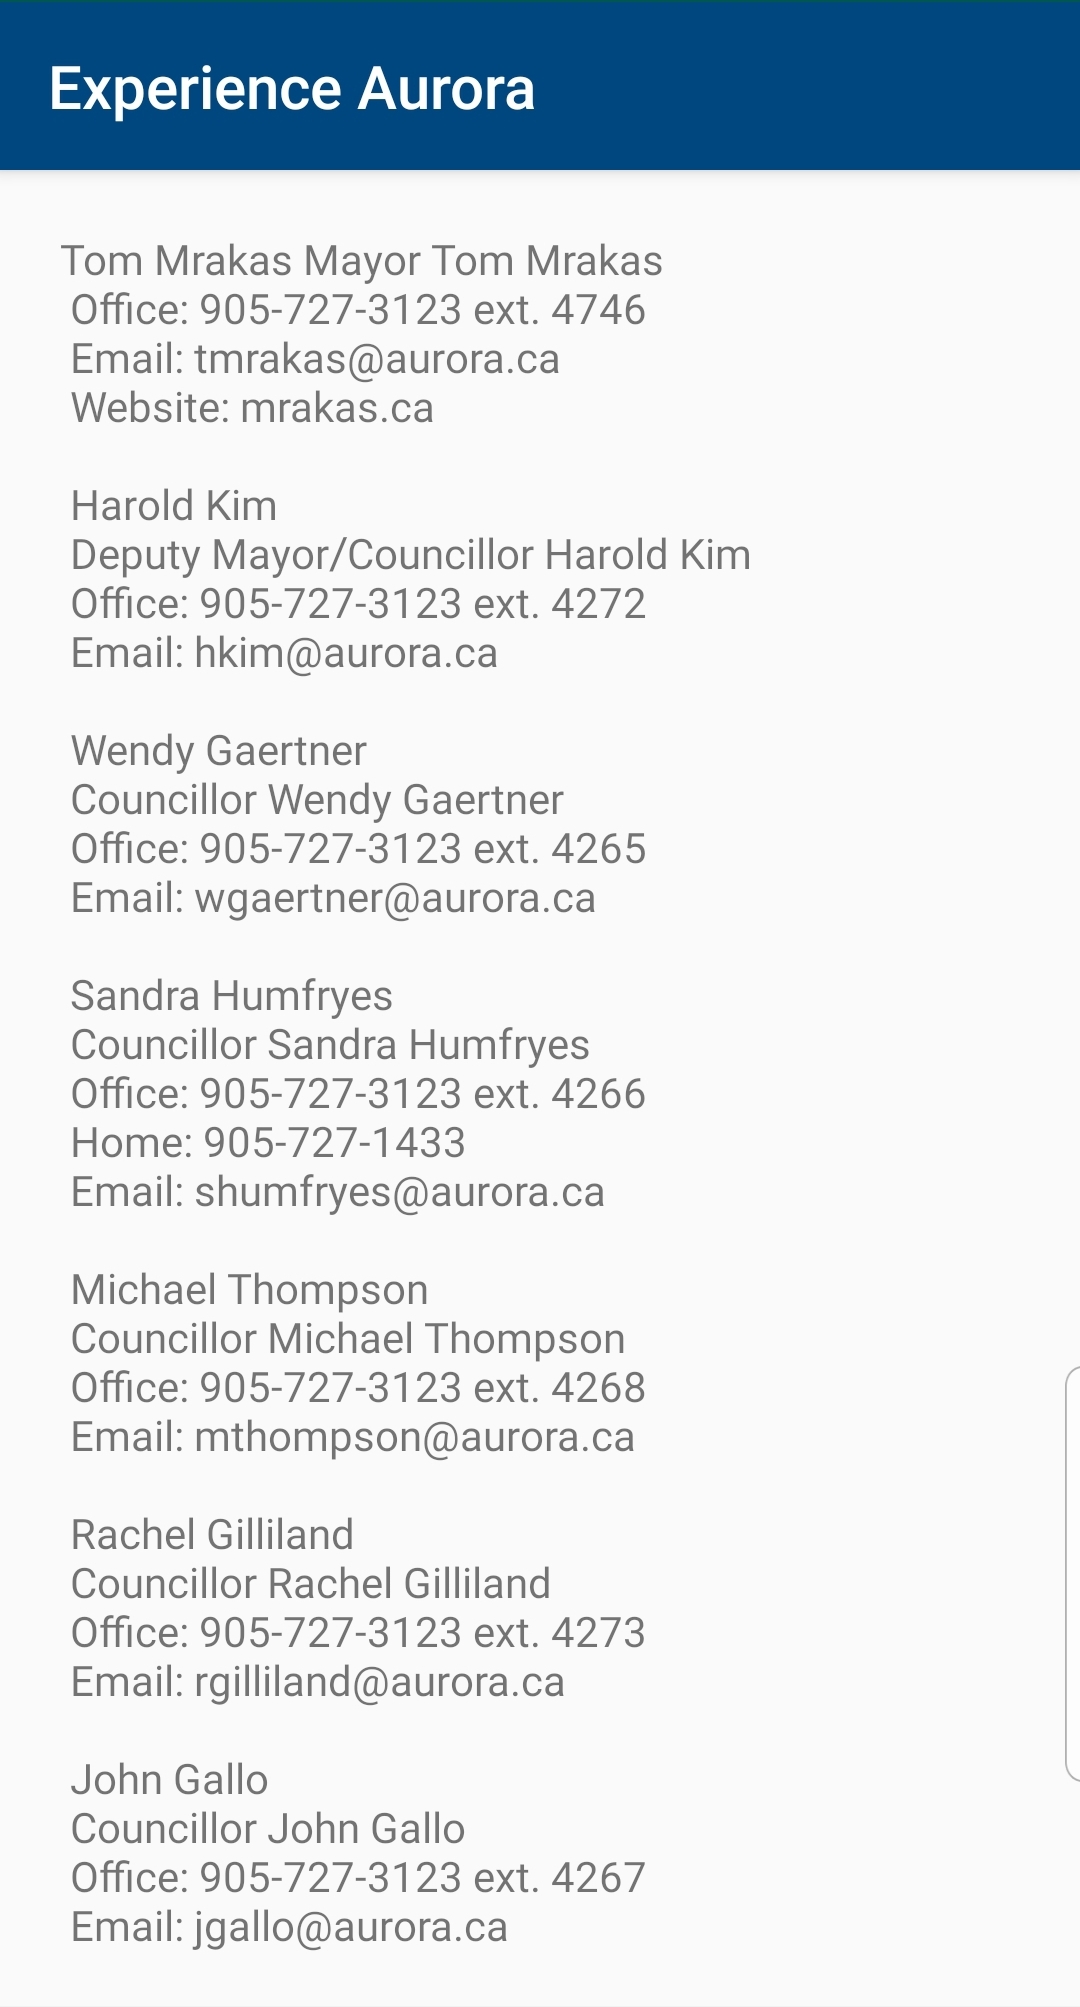 Experience Aurora
Tom Mrakas Mayor Tom Mrakas
Office: 905-727-3123 ext. 4746
Email: tmrakas@aurora.ca
Website: mrakas.ca
Harold Kim
Deputy Mayor/Councillor Harold Kim
Office: 905-727-3123 ext. 4272
Email: hkim@aurora.ca
Wendy Gaertner
Councillor Wendy Gaertner
Office: 905-727-3123 ext. 4265
Email: wgaertner@aurora.ca
Sandra Humfryes
Councillor Sandra Humfryes
Office: 905-727-3123 ext. 4266
Home: 905-727-1433
Email: shumfryes@aurora.ca
Michael Thompson
Councillor Michael Thompson
Office: 905-727-3123 ext. 4268
Email: mthompson@aurora.ca
Rachel Gilliland
Councillor Rachel Gilliland
Office: 905-727-3123 ext. 4273
Email: rgilliland@aurora.ca
John Gallo
Councillor John Gallo
Office: 905-727-3123 ext. 4267
Email: jgallo@aurora.ca